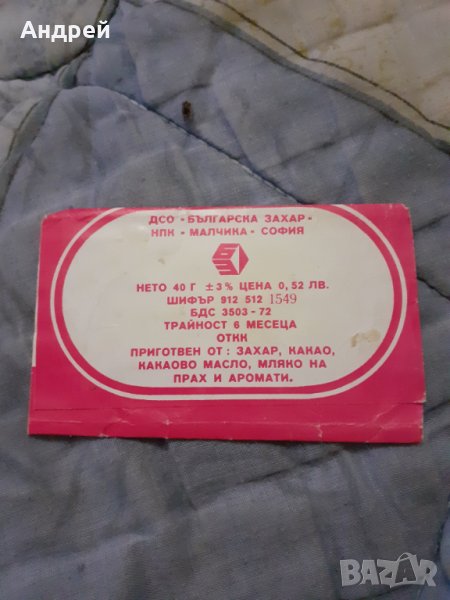 Андрей
ДСО - БЪЛГАРСКА ЗАХАР -
НПК - МАЛЧИКА - СОФИЯ
НЕТО 40 Г ±3% ЦЕНА 0,52 ЛВ.
ШИФЪР 912 512 1549
БДС 3503-72
ТРАЙНОСТ 6 МЕСЕЦА
ОТКК
ПРИГОТВЕН ОТ: ЗАХАР, КАКАО,
КАКАОВО МАСЛО, МЛЯКО НА
ПРАХ И АРОМАТИ.
BAZAR